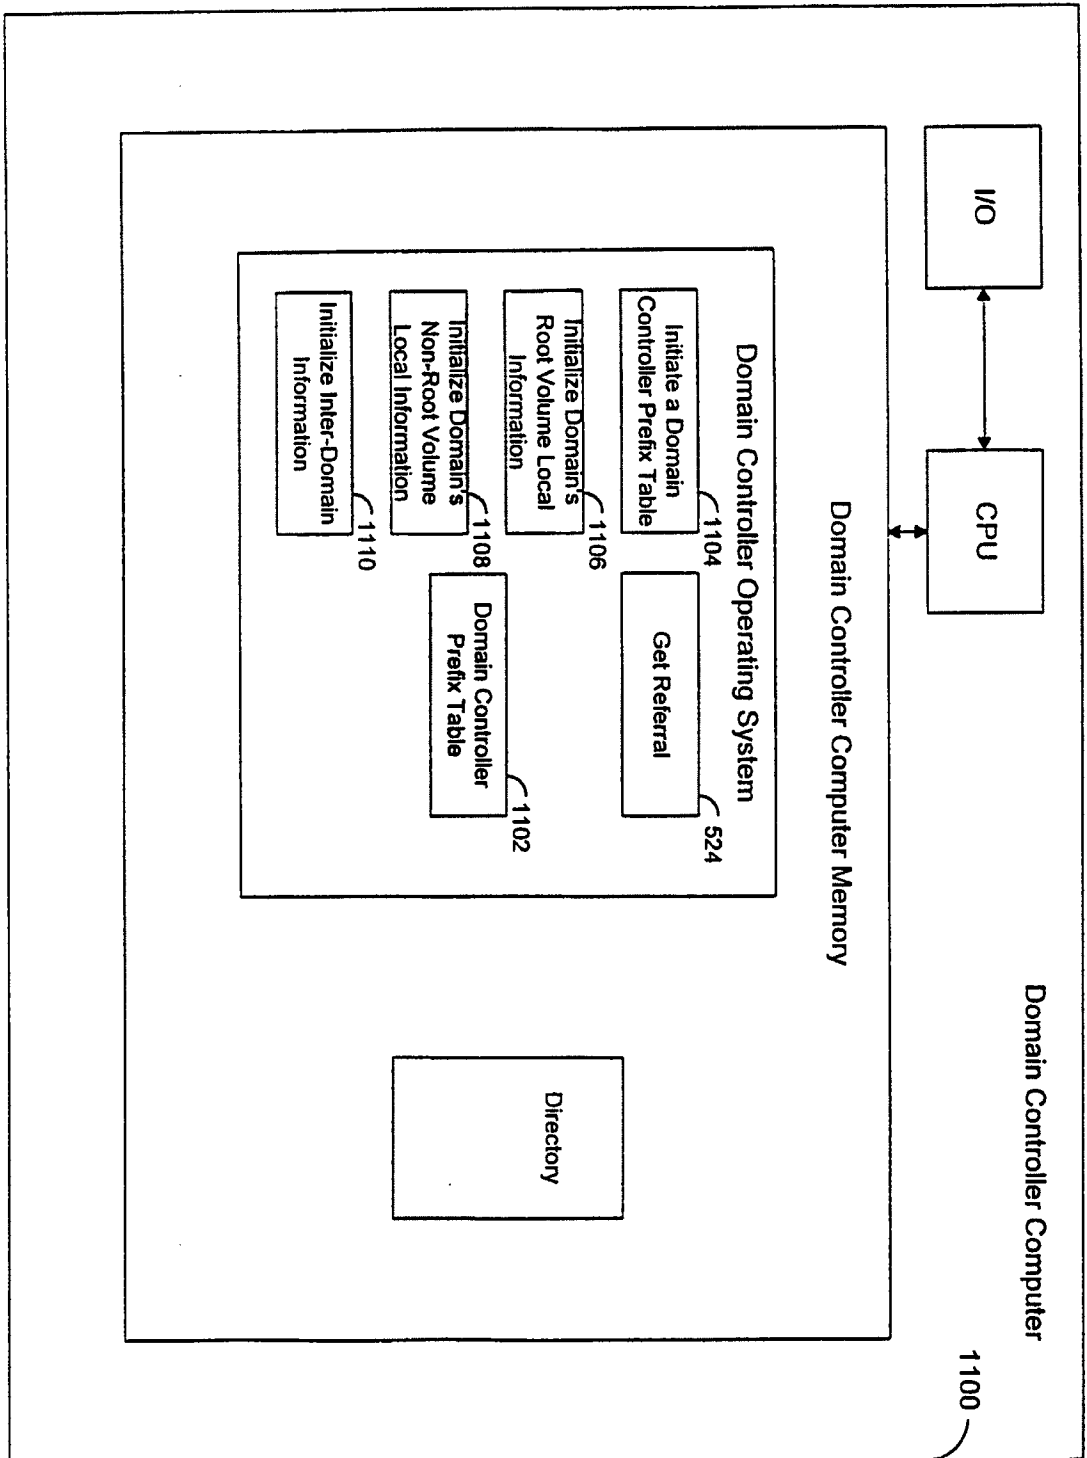 Domain Controller Computer
1100
I/O
CPU
Domain Controller Computer Memory
Domain Controller Operating System
Initiate a Domain
Controller Prefix Table
1104
Get Referral
524
Initialize Domain's
Root Volume Local
Information
1106
Initialize Domain's
Non-Root Volume
Local Information
1108
Domain Controller
Prefix Table
1102
Initialize Inter-Domain
Information
1110
Directory